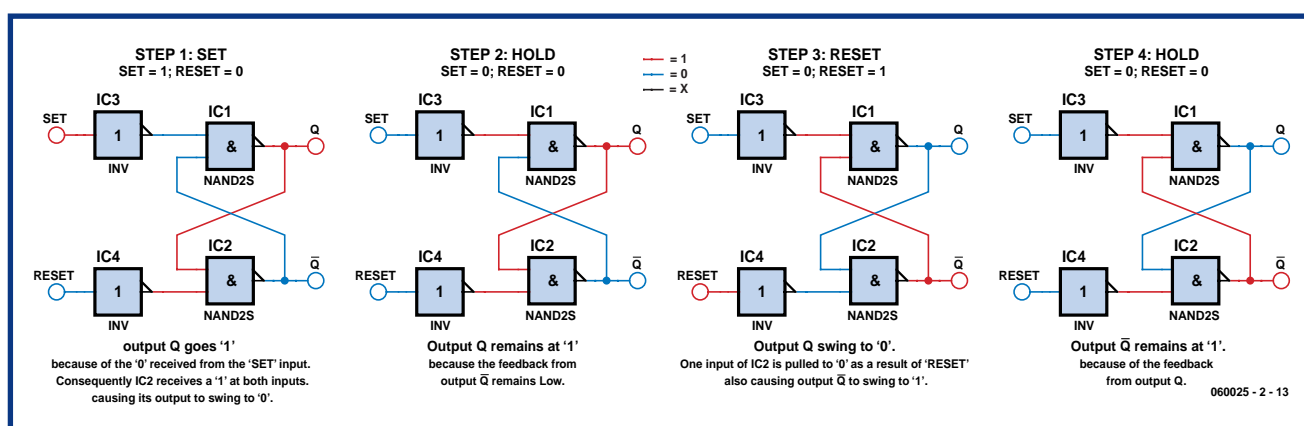 STEP 1: SET
SET = 1; RESET = 0
IC3
IC1
SET
1
&
Q
INV
NAND2S
IC4
IC2
RESET
1
&
Q̅
INV
NAND2S
output Q goes ‘1’
because of the ‘0’ received from the ‘SET’ input.
Consequently IC2 receives a ‘1’ at both inputs.
causing its output to swing to ‘0’.
STEP 2: HOLD
SET = 0; RESET = 0
IC3
IC1
SET
1
&
Q
INV
NAND2S
IC4
IC2
RESET
1
&
Q̅
INV
NAND2S
Output Q remains at ‘1’
because the feedback from
output Q̅ remains Low.
= 1
= 0
= X
STEP 3: RESET
SET = 0; RESET = 1
IC3
IC1
SET
1
&
Q
INV
NAND2S
IC4
IC2
RESET
1
&
Q̅
INV
NAND2S
Output Q swing to ‘0’.
One input of IC2 is pulled to ‘0’ as a result of ‘RESET’
also causing output Q̅ to swing to ‘1’.
STEP 4: HOLD
SET = 0; RESET = 0
IC3
IC1
SET
1
&
Q
INV
NAND2S
IC4
IC2
RESET
1
&
Q̅
INV
NAND2S
Output Q̅ remains at ‘1’.
because of the feedback
from output Q.
060025 - 2 - 13